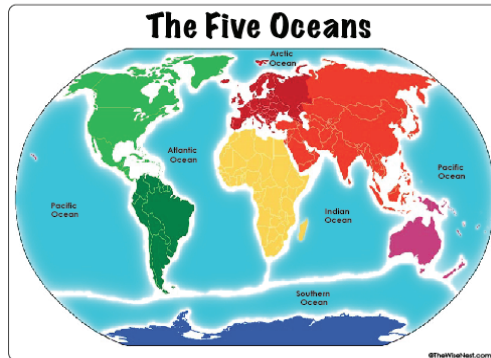 The Five Oceans
Arctic
Ocean
Atlantic
Ocean
Pacific
Ocean
Pacific
Ocean
Indian
Ocean
Southern
Ocean
©TheWiseNest.com